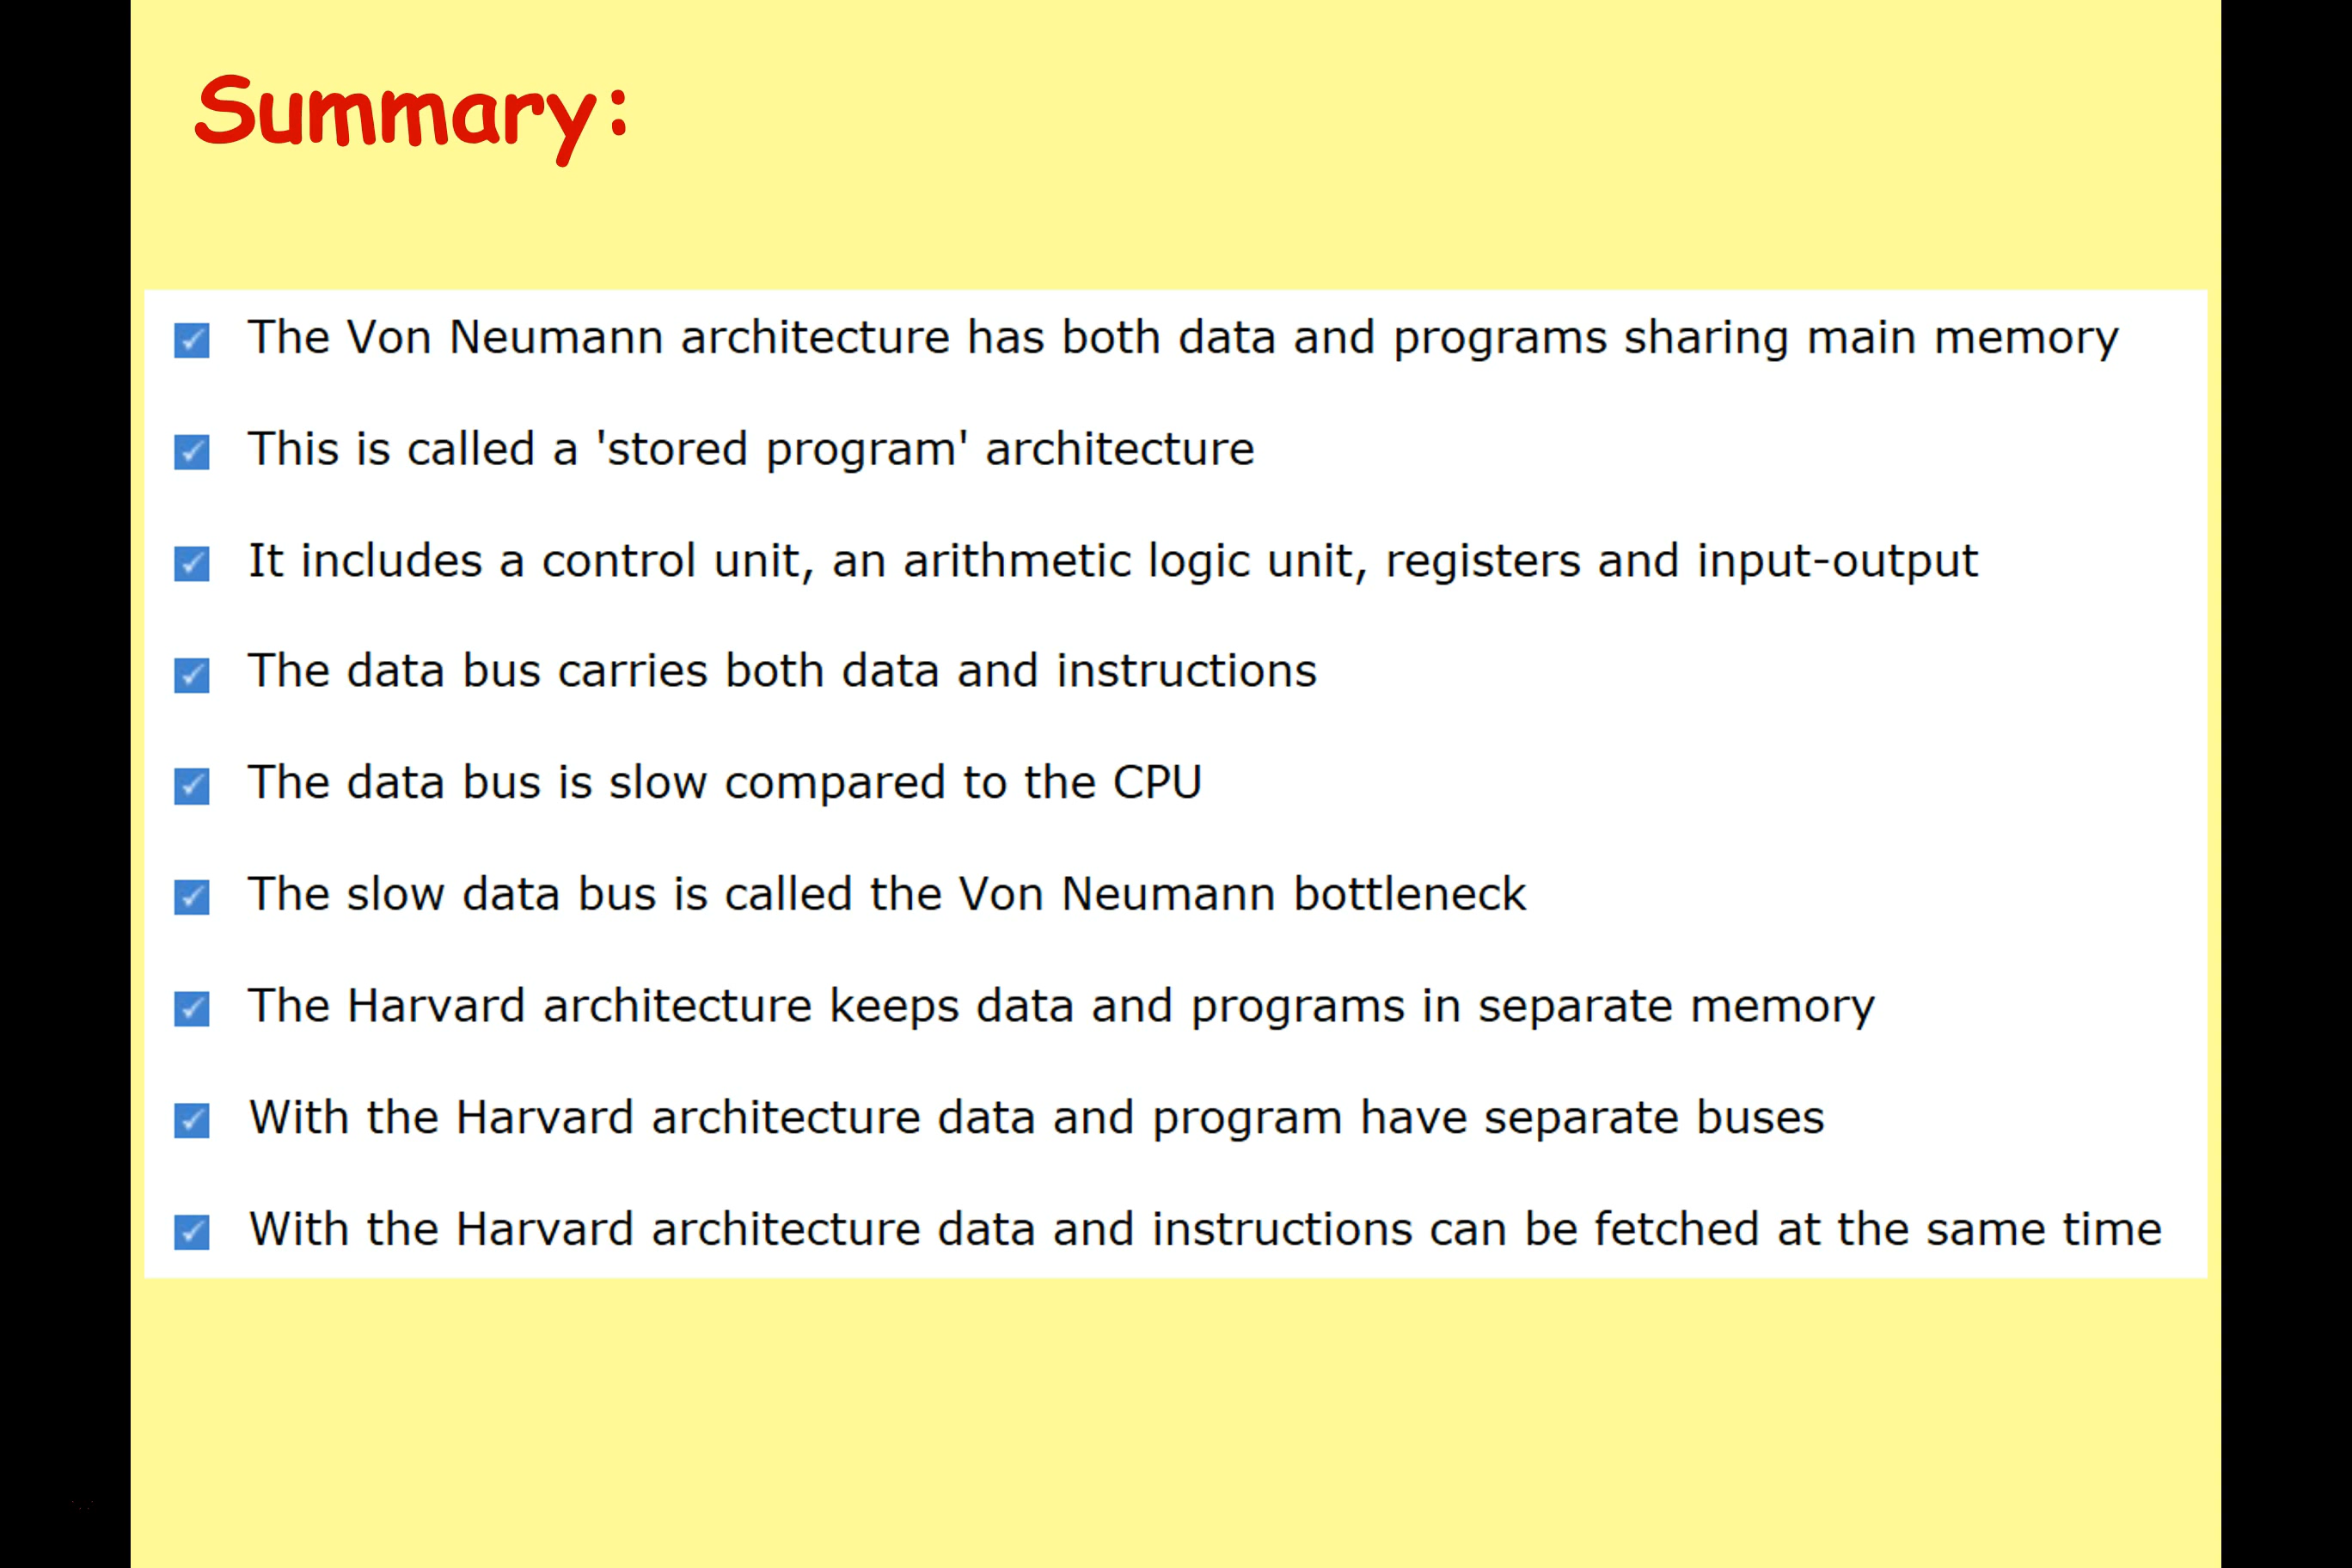 Summary:
The Von Neumann architecture has both data and programs sharing main memory
This is called a 'stored program' architecture
It includes a control unit, an arithmetic logic unit, registers and input-output
The data bus carries both data and instructions
The data bus is slow compared to the CPU
The slow data bus is called the Von Neumann bottleneck
The Harvard architecture keeps data and programs in separate memory
With the Harvard architecture data and program have separate buses
With the Harvard architecture data and instructions can be fetched at the same time